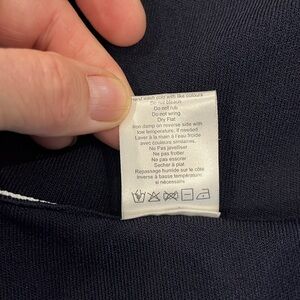 Hand wash cold with like colours
Do not bleach
Do not rub
Do not wring
Dry Flat
Iron damp on reverse side with
low temperature, if needed
Laver à la main à l'eau froide
avec couleurs similaires.
Ne Pas javeliser
Ne pas frotter
Ne pas essorer
Sécher à plat
Repassage humide sur le côté
inverse à basse température
si nécessaire